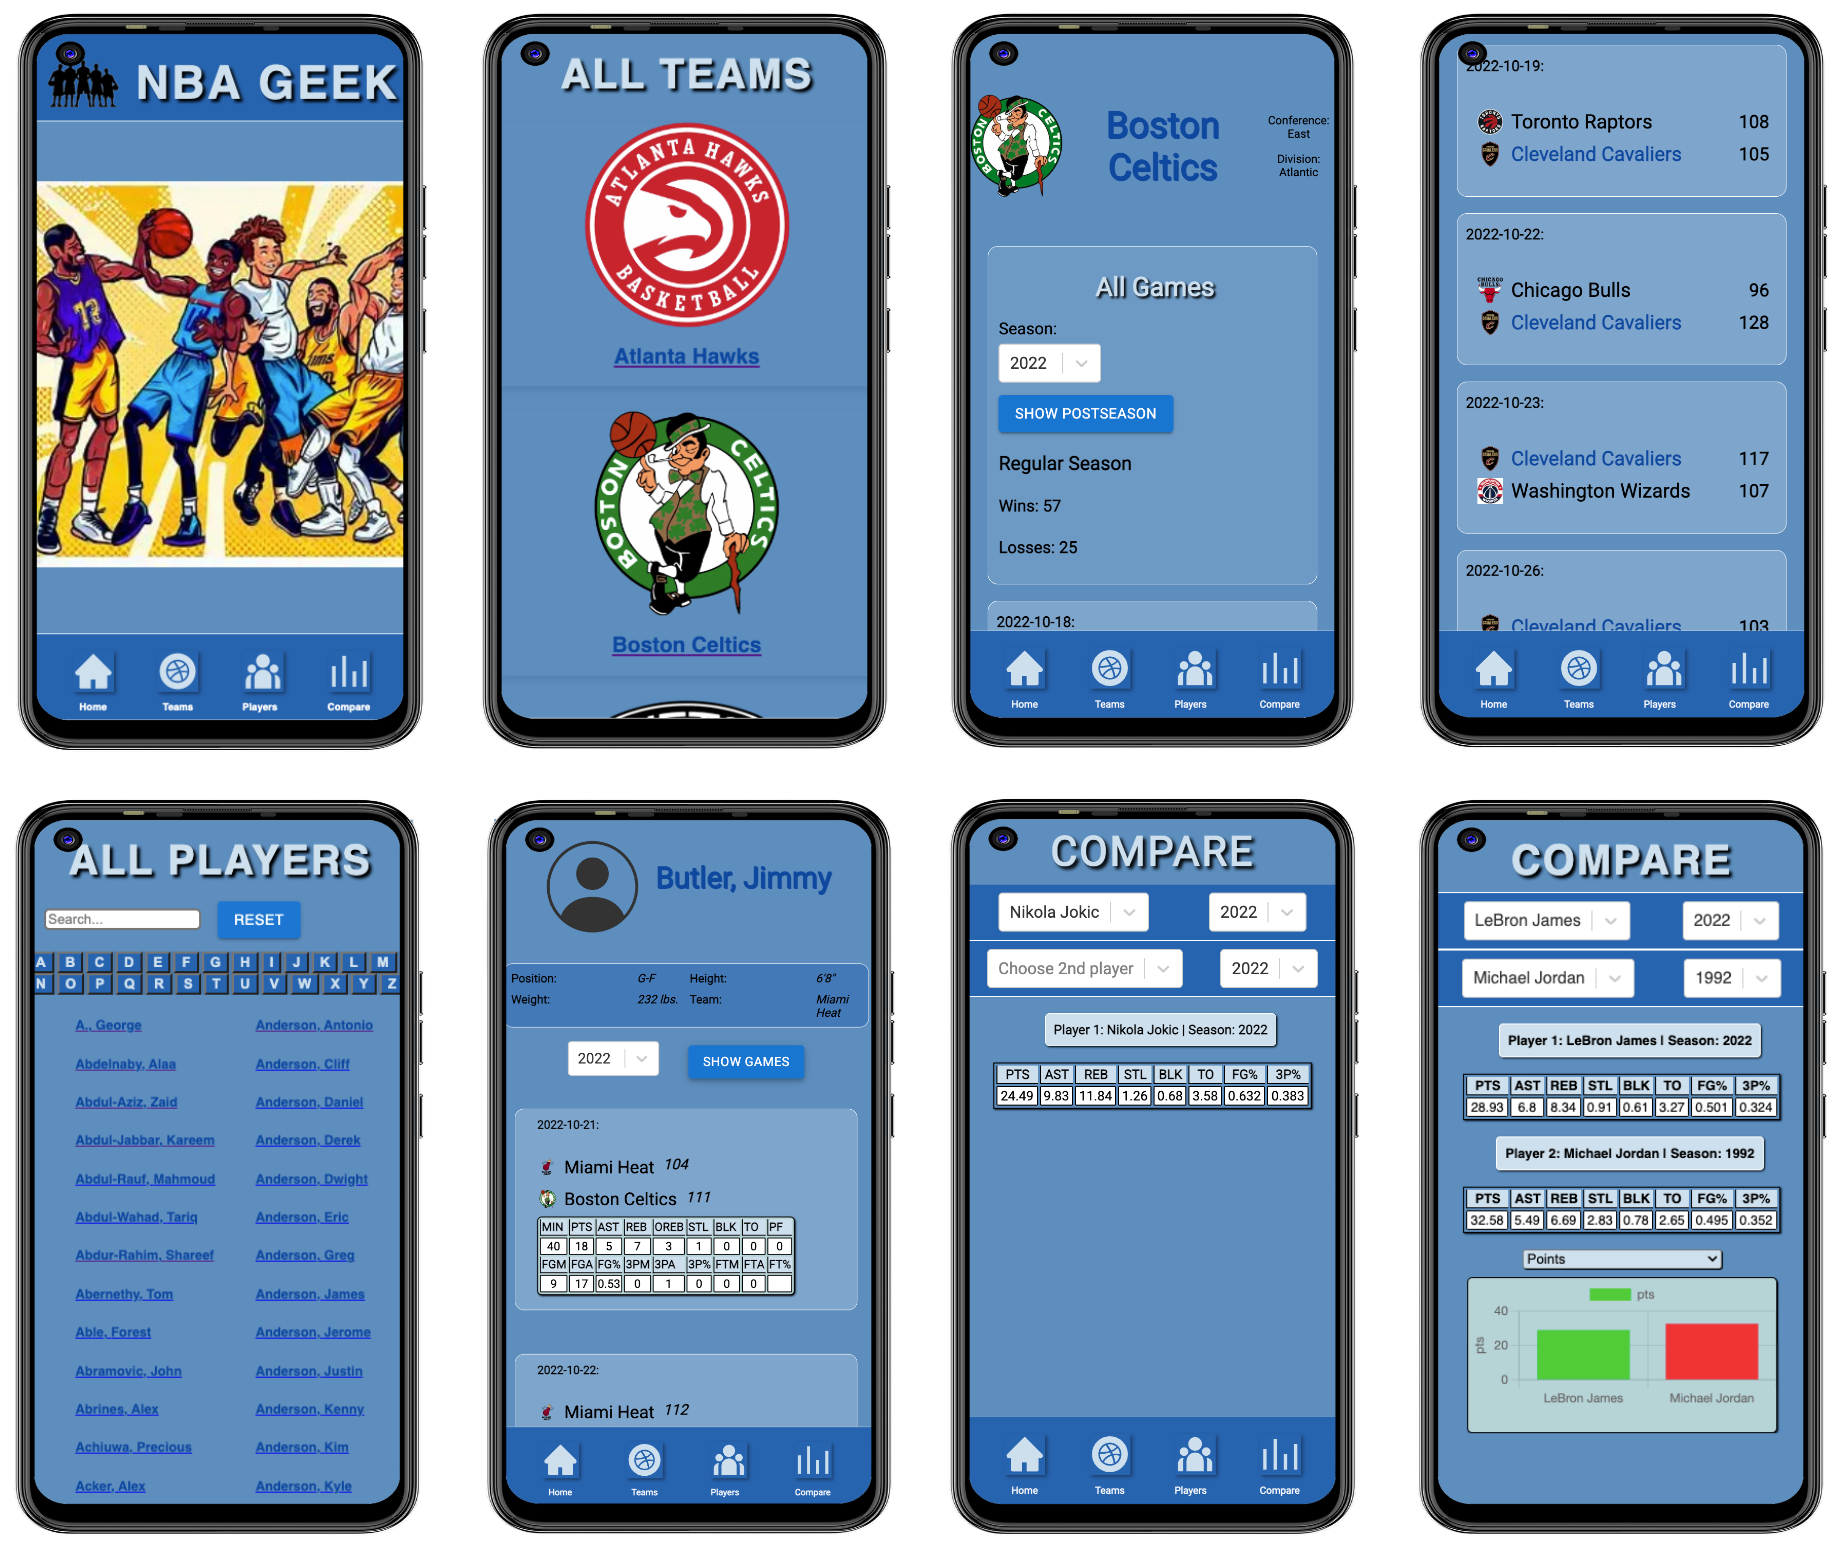 NBA GEEK
Home Teams Players Compare
ALL TEAMS
ATLANTA HAWKS
BASKETBALL
Atlanta Hawks
BOSTON CELTICS
Boston Celtics
BOSTON CELTICS
Boston
Celtics
Conference:
East
Division:
Atlantic
All Games
Season:
2022
SHOW POSTSEASON
Regular Season
Wins: 57
Losses: 25
2022-10-18:
Home Teams Players Compare
2022-10-19:
Toronto Raptors 108
Cleveland Cavaliers 105
2022-10-22:
CHICAGO
BULLS
Chicago Bulls 96
Cleveland Cavaliers 128
2022-10-23:
Cleveland Cavaliers 117
Washington Wizards 107
2022-10-26:
Cleveland Cavaliers 103
Home Teams Players Compare
ALL PLAYERS
Search... RESET
A B C D E F G H I J K L M
N O P Q R S T U V W X Y Z
A., George Anderson, Antonio
Abdelnaby, Alaa Anderson, Cliff
Abdul-Aziz, Zaid Anderson, Daniel
Abdul-Jabbar, Kareem Anderson, Derek
Abdul-Rauf, Mahmoud Anderson, Dwight
Abdul-Wahad, Tariq Anderson, Eric
Abdur-Rahim, Shareef Anderson, Greg
Abernethy, Tom Anderson, James
Able, Forest Anderson, Jerome
Abramovic, John Anderson, Justin
Abrines, Alex Anderson, Kenny
Achiuwa, Precious Anderson, Kim
Acker, Alex Anderson, Kyle
Butler, Jimmy
Position: G-F Height: 6'8"
Weight: 232 lbs. Team: Miami
Heat
2022 SHOW GAMES
2022-10-21:
Miami Heat 104
Boston Celtics 111
MIN PTS AST REB OREB STL BLK TO PF
40 18 5 7 3 1 0 0 0
FGM FGA FG% 3PM 3PA 3P% FTM FTA FT%
9 17 0.53 0 1 0 0 0
2022-10-22:
Miami Heat 112
Home Teams Players Compare
COMPARE
Nikola Jokic 2022
Choose 2nd player 2022
Player 1: Nikola Jokic | Season: 2022
PTS AST REB STL BLK TO FG% 3P%
24.49 9.83 11.84 1.26 0.68 3.58 0.632 0.383
Home Teams Players Compare
COMPARE
LeBron James 2022
Michael Jordan 1992
Player 1: LeBron James | Season: 2022
PTS AST REB STL BLK TO FG% 3P%
28.93 6.8 8.34 0.91 0.61 3.27 0.501 0.324
Player 2: Michael Jordan | Season: 1992
PTS AST REB STL BLK TO FG% 3P%
32.58 5.49 6.69 2.83 0.78 2.65 0.495 0.352
Points
pts
40
pts
20
0
LeBron James Michael Jordan